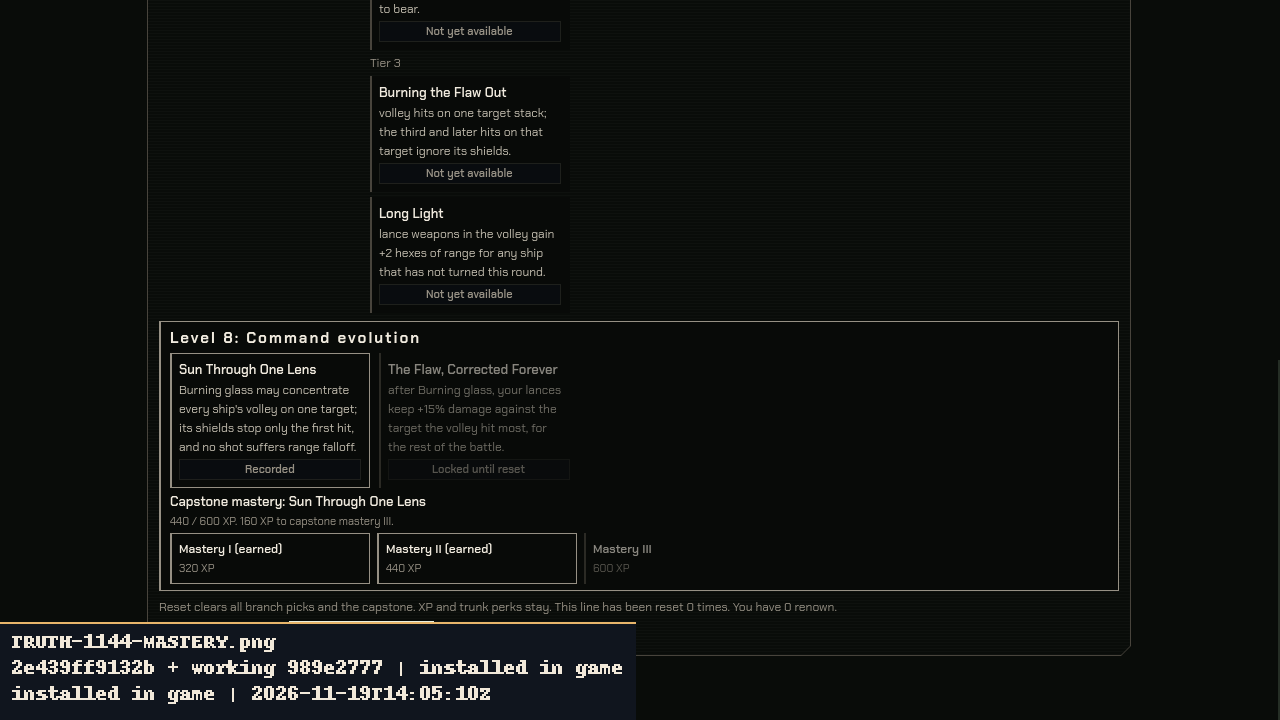 to bear.
Not yet available
Tier 3
Burning the Flaw Out
volley hits on one target stack;
the third and later hits on that
target ignore its shields.
Not yet available
Long Light
lance weapons in the volley gain
+2 hexes of range for any ship
that has not turned this round.
Not yet available
Level 8: Command evolution
Sun Through One Lens
Burning glass may concentrate
every ship's volley on one target;
its shields stop only the first hit,
and no shot suffers range falloff.
Recorded
The Flaw, Corrected Forever
after Burning glass, your lances
keep +15% damage against the
target the volley hit most, for
the rest of the battle.
Locked until reset
Capstone mastery: Sun Through One Lens
440 / 600 XP. 160 XP to capstone mastery III.
Mastery I (earned)
320 XP
Mastery II (earned)
440 XP
Mastery III
600 XP
Reset clears all branch picks and the capstone. XP and trunk perks stay. This line has been reset 0 times. You have 0 renown.
TRUTH-1144-MASTERY.png
2e439ff9132b + working 989e2777 | installed in game
installed in game | 2026-11-19T14:05:10Z